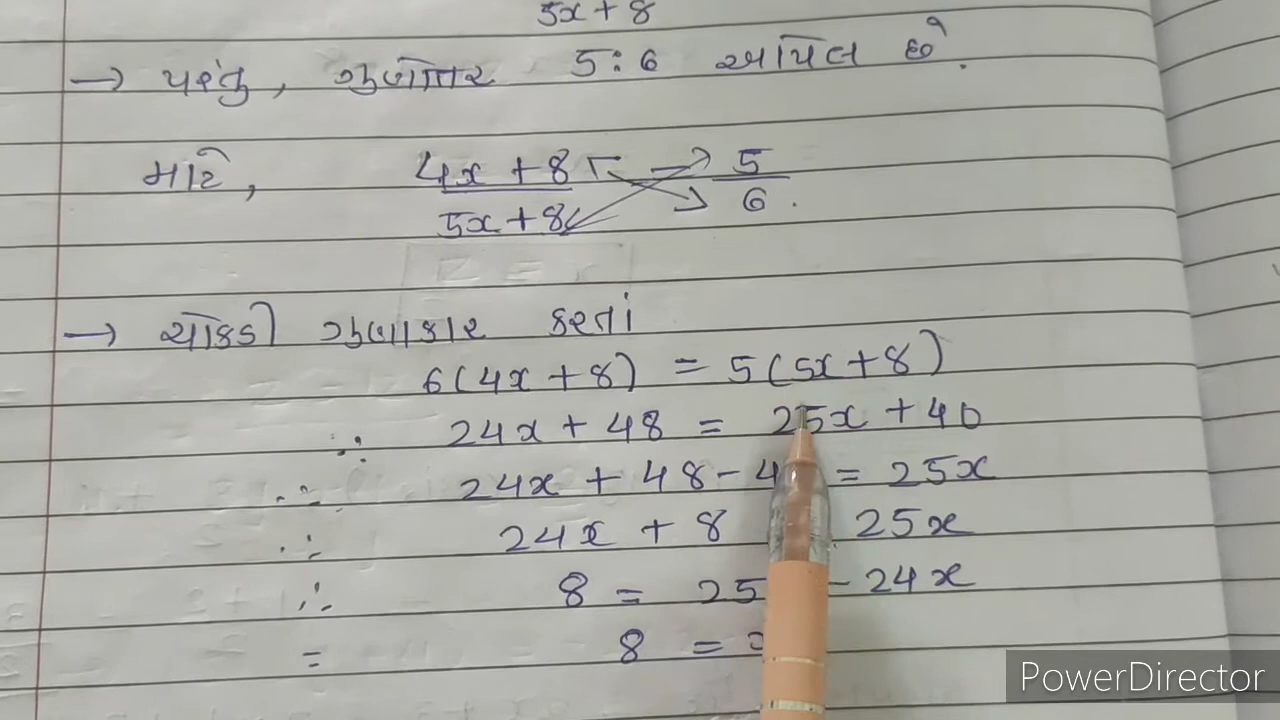 5x + 8
→ પરંતુ, ગુણોત્તર 5:6 આપેલ છે.
માટે, 4x + 8 = 5
5x + 8 6.
→ ચોકડી ગુણાકાર કરતાં
6(4x + 8) = 5(5x + 8)
∴ 24x + 48 = 25x + 40
∴ 24x + 48 - 4 = 25x
∴ 24x + 8 25x
∴ 8 = 25 - 24x
= 8 =
PowerDirector